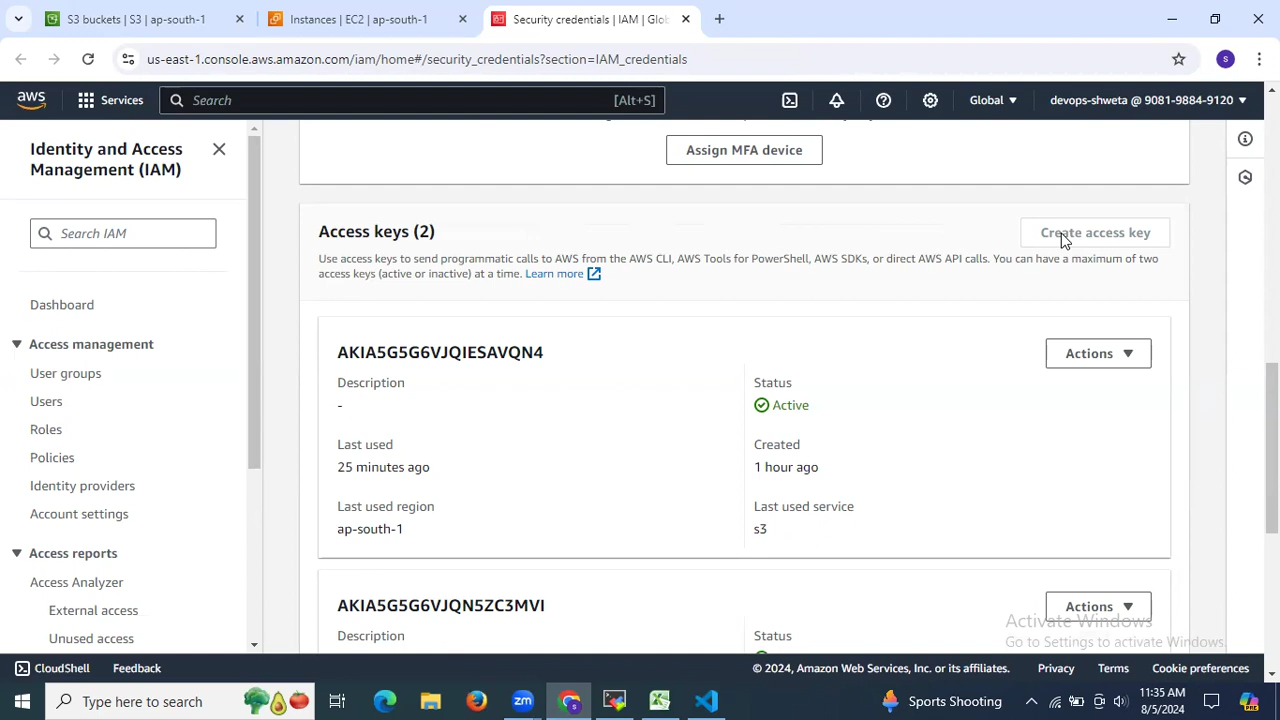 S3 buckets | S3 | ap-south-1
Instances | EC2 | ap-south-1
Security credentials | IAM | Glob
us-east-1.console.aws.amazon.com/iam/home#/security_credentials?section=IAM_credentials
S
aws
Services
Search
[Alt+S]
Global
devops-shweta @ 9081-9884-9120
Identity and Access
Management (IAM)
Search IAM
Dashboard
Access management
User groups
Users
Roles
Policies
Identity providers
Account settings
Access reports
Access Analyzer
External access
Unused access
Assign MFA device
Access keys (2)
Create access key
Use access keys to send programmatic calls to AWS from the AWS CLI, AWS Tools for PowerShell, AWS SDKs, or direct AWS API calls. You can have a maximum of two
access keys (active or inactive) at a time. Learn more
AKIA5G5G6VJQIESAVQN4
Actions
Description
-
Status
Active
Last used
25 minutes ago
Created
1 hour ago
Last used region
ap-south-1
Last used service
s3
AKIA5G5G6VJQN5ZC3MVI
Actions
Description
Status
Activate Windows
Go to Settings to activate Windows.
CloudShell
Feedback
© 2024, Amazon Web Services, Inc. or its affiliates.
Privacy
Terms
Cookie preferences
Type here to search
zm
Sports Shooting
11:35 AM
8/5/2024